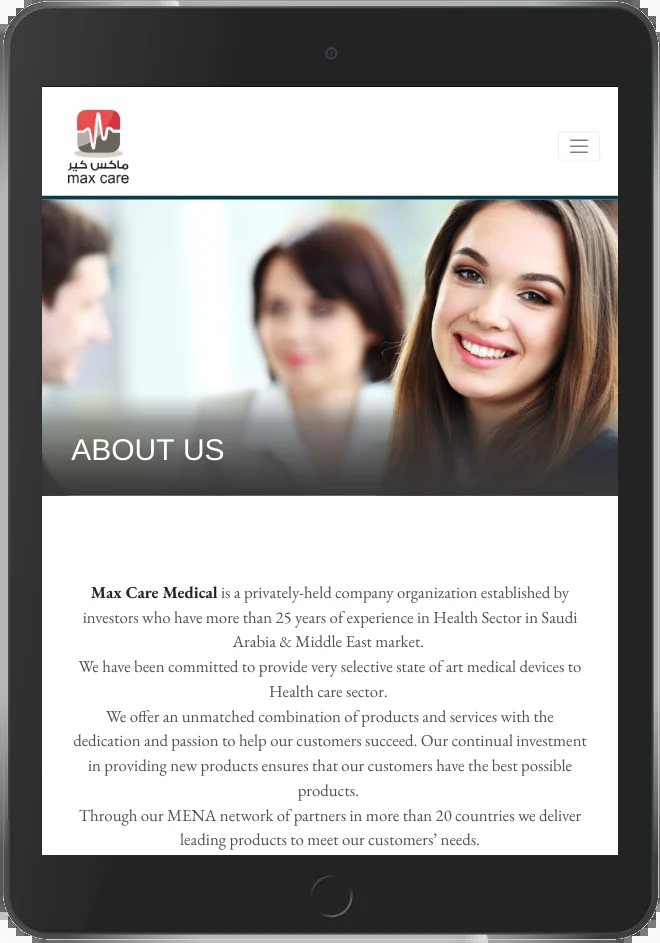 ماكس كير
max care
ABOUT US
Max Care Medical is a privately-held company organization established by
investors who have more than 25 years of experience in Health Sector in Saudi
Arabia & Middle East market.
We have been committed to provide very selective state of art medical devices to
Health care sector.
We offer an unmatched combination of products and services with the
dedication and passion to help our customers succeed. Our continual investment
in providing new products ensures that our customers have the best possible
products.
Through our MENA network of partners in more than 20 countries we deliver
leading products to meet our customers’ needs.